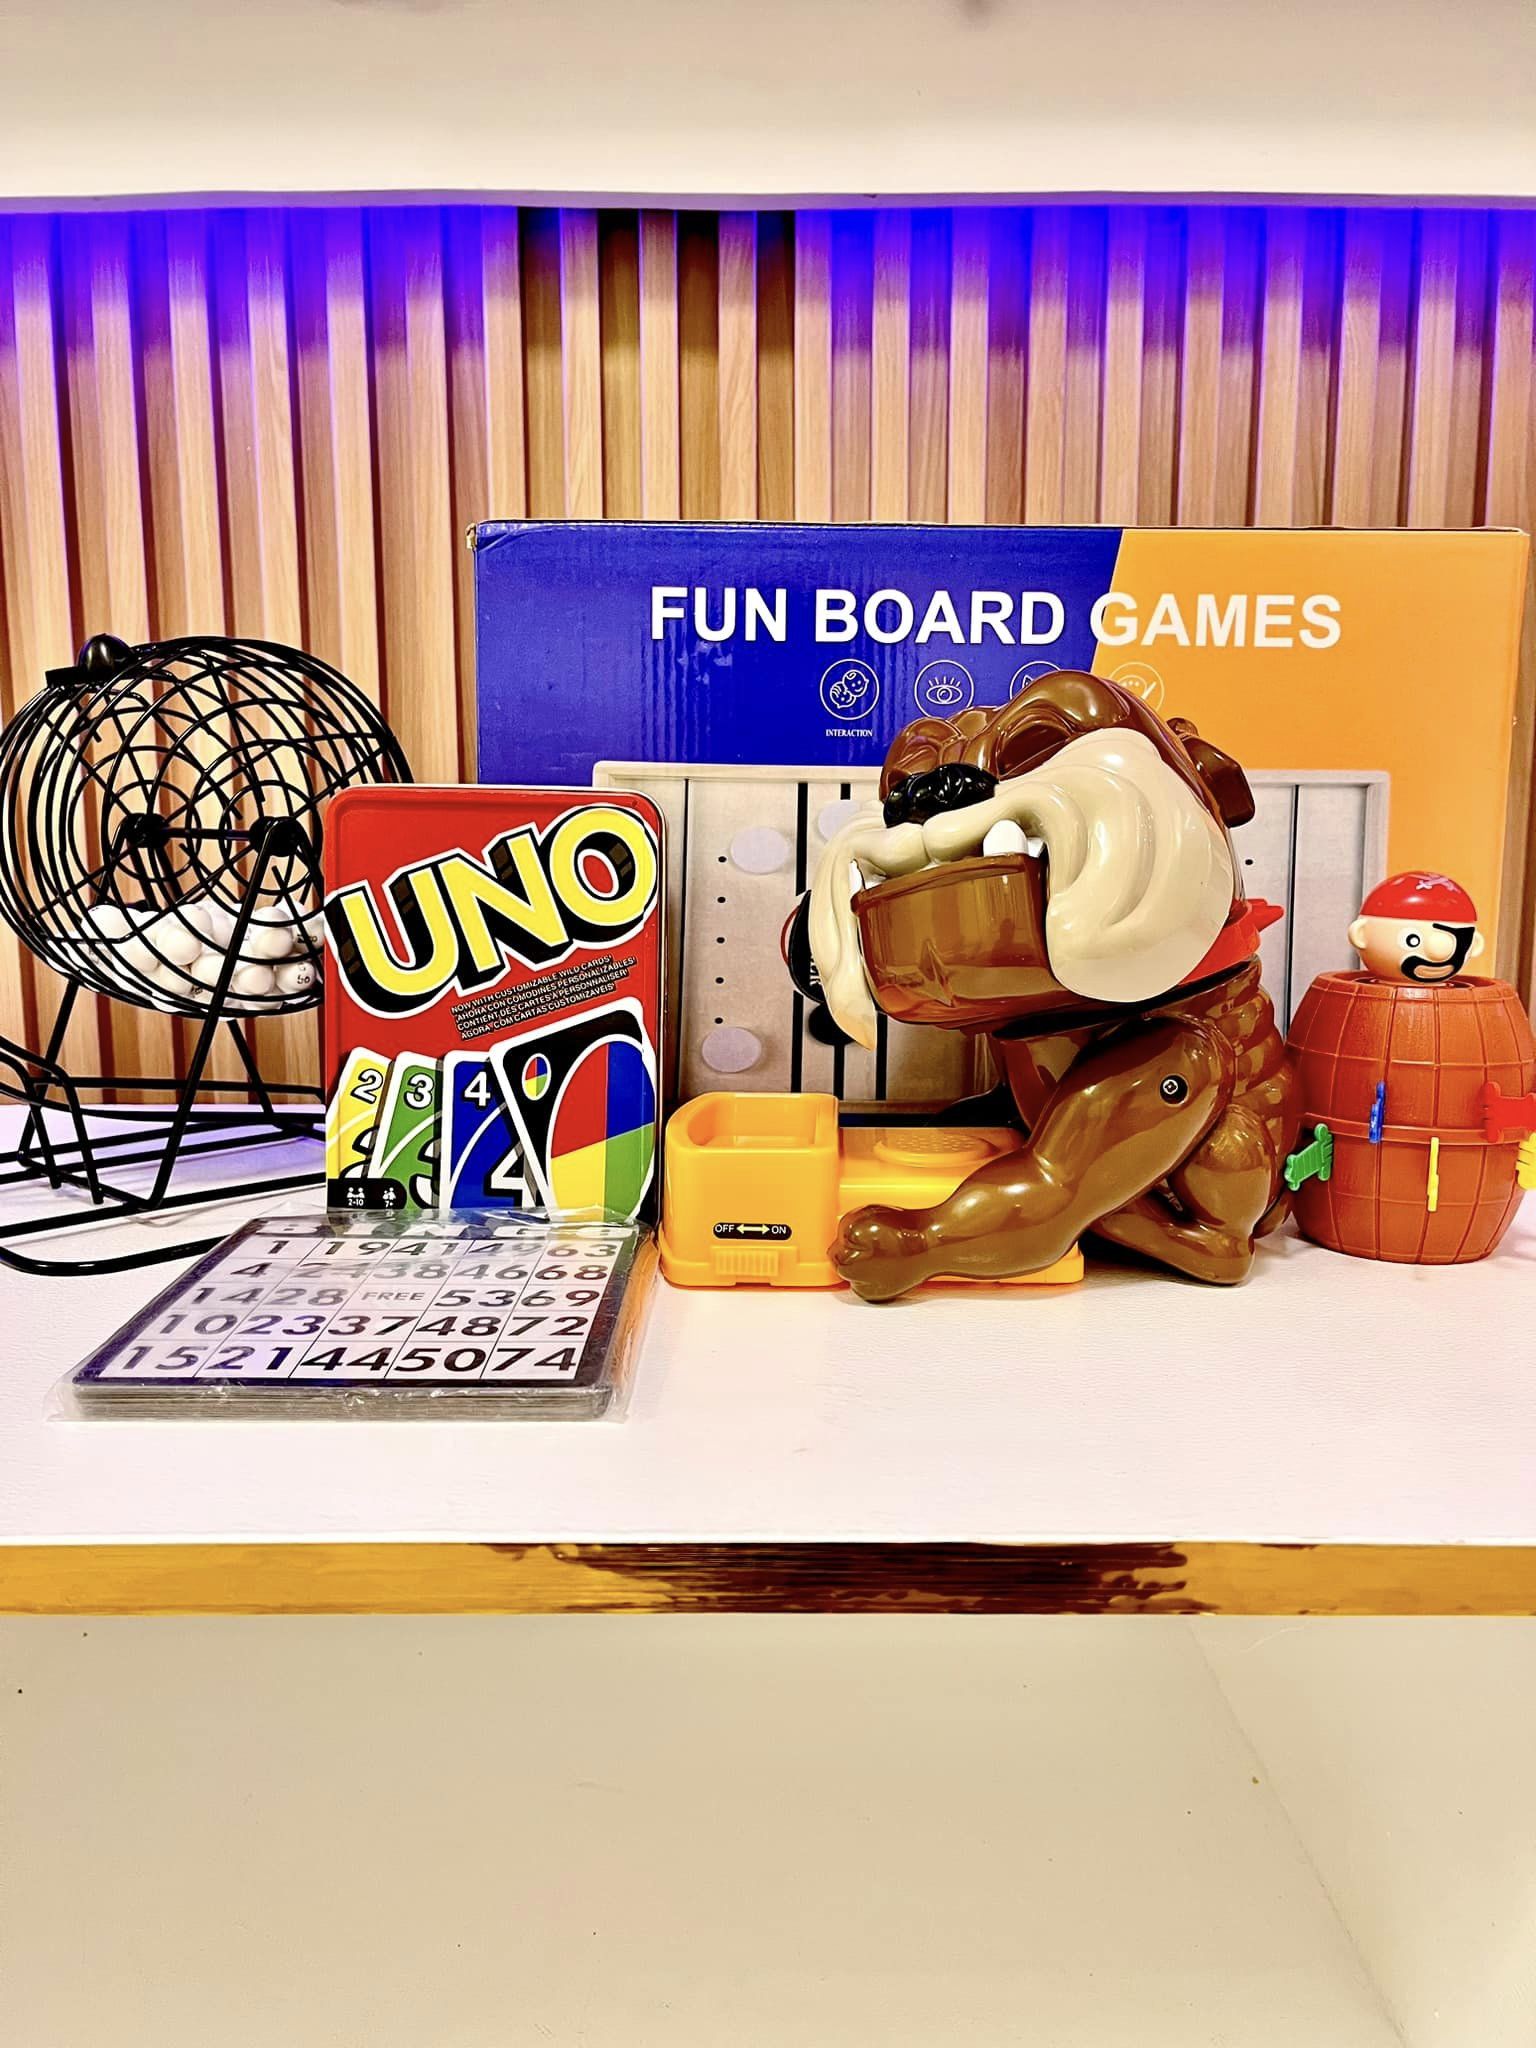 FUN BOARD GAMES
INTERACTION
UNO
NOW WITH CUSTOMIZABLE WILD CARDS!
¡AHORA CON COMODINES PERSONALIZABLES!
CONTIENT DES CARTES À PERSONNALISER!
AGORA COM CARTAS CUSTOMIZÁVEIS!
2 3 4
2-10 7+
OFF ON
BINGO
1 19 41 49 63
4 24 38 46 68
14 28 FREE 53 69
10 23 37 48 72
15 21 44 50 74